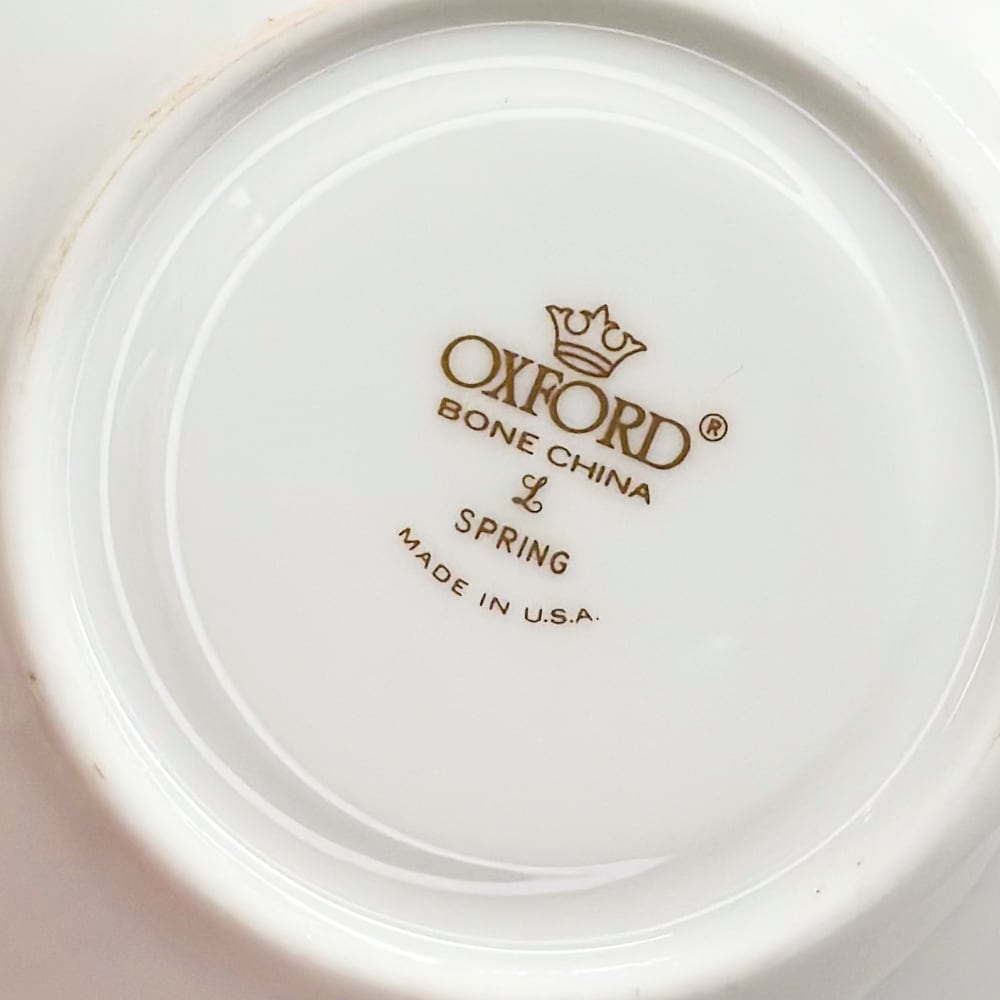 OXFORD®
BONE CHINA
L
SPRING
MADE IN U.S.A.